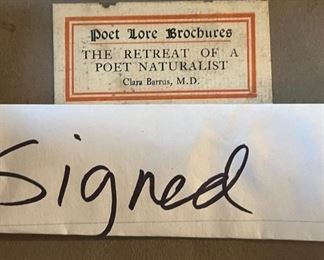 Poet Lore Brochures
THE RETREAT OF A
POET NATURALIST
Clara Barrus, M.D.
Signed